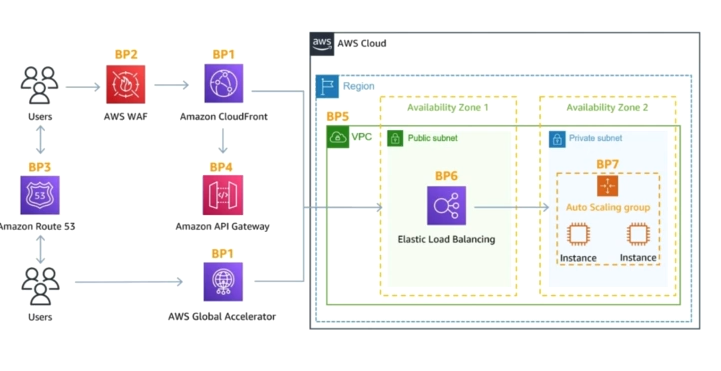 aws
AWS Cloud
BP2
BP1
Users
AWS WAF
Amazon CloudFront
Region
Availability Zone 1
Availability Zone 2
BP5
VPC
Public subnet
Private subnet
BP3
53
Amazon Route 53
BP4
Amazon API Gateway
BP6
Elastic Load Balancing
BP7
Auto Scaling group
Instance
Instance
BP1
Users
AWS Global Accelerator